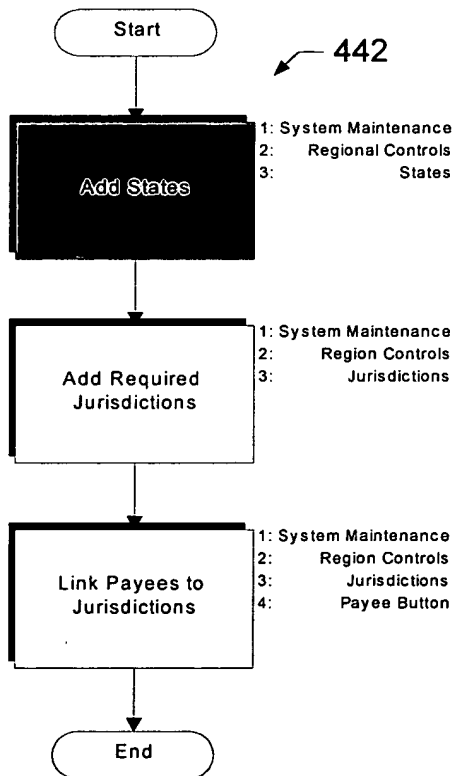 Start
442
Add States
1: System Maintenance
2: Regional Controls
3: States
Add Required
Jurisdictions
1: System Maintenance
2: Region Controls
3: Jurisdictions
Link Payees to
Jurisdictions
1: System Maintenance
2: Region Controls
3: Jurisdictions
4: Payee Button
End